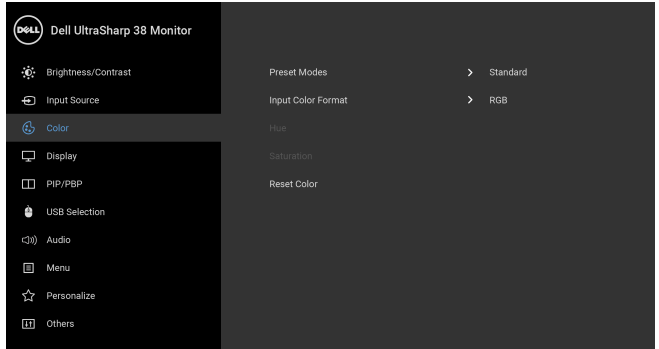 DELL Dell UltraSharp 38 Monitor
Brightness/Contrast
Input Source
Color
Display
PIP/PBP
USB Selection
Audio
Menu
Personalize
Others
Preset Modes > Standard
Input Color Format > RGB
Hue
Saturation
Reset Color